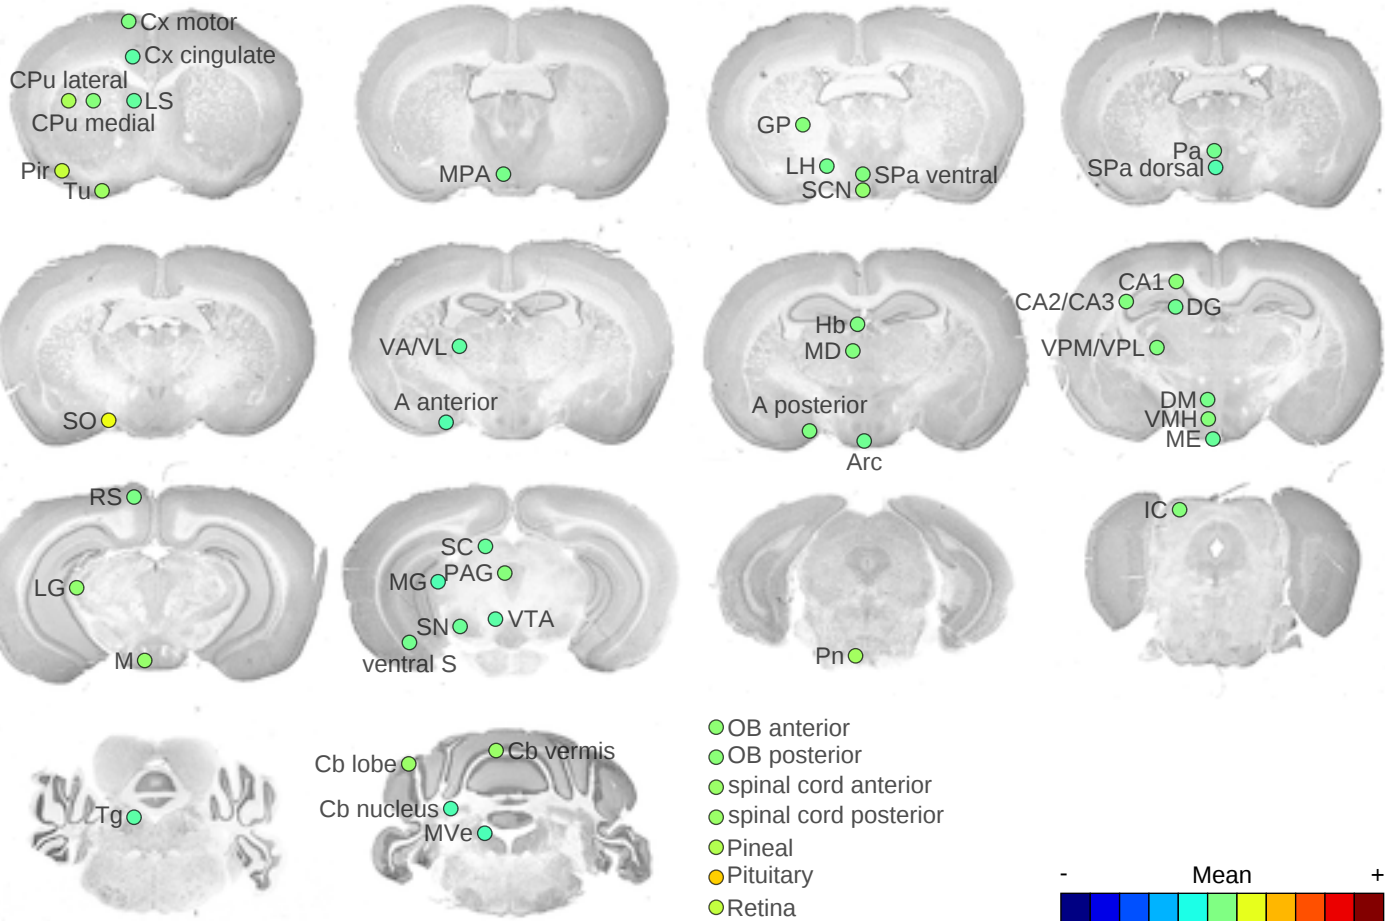 Cx motor
Cx cingulate
CPu lateral
LS
CPu medial
Pir
Tu
MPA
GP
LH
SPa ventral
SCN
Pa
SPa dorsal
SO
VA/VL
A anterior
Hb
MD
A posterior
Arc
CA1
CA2/CA3
DG
VPM/VPL
DM
VMH
ME
RS
LG
M
SC
MG
PAG
SN
VTA
ventral S
Pn
IC
Tg
Cb lobe
Cb vermis
Cb nucleus
MVe
OB anterior
OB posterior
spinal cord anterior
spinal cord posterior
Pineal
Pituitary
Retina
- Mean +